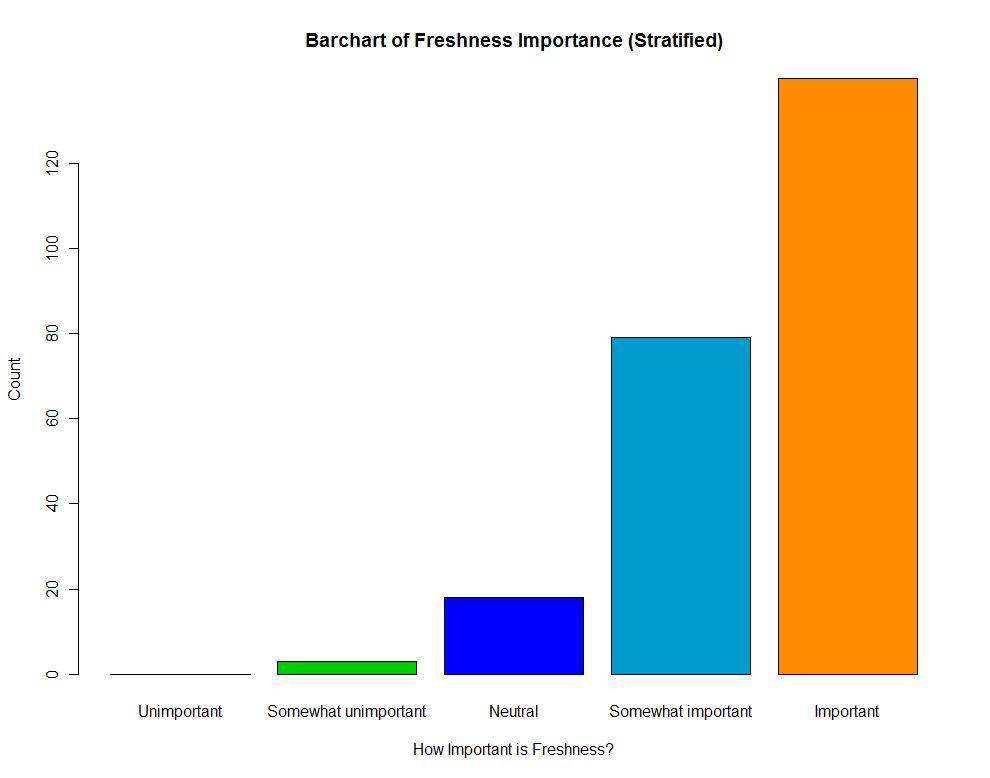 Barchart of Freshness Importance (Stratified)
Count
120
100
80
60
40
20
0
Unimportant Somewhat unimportant Neutral Somewhat important Important
How Important is Freshness?